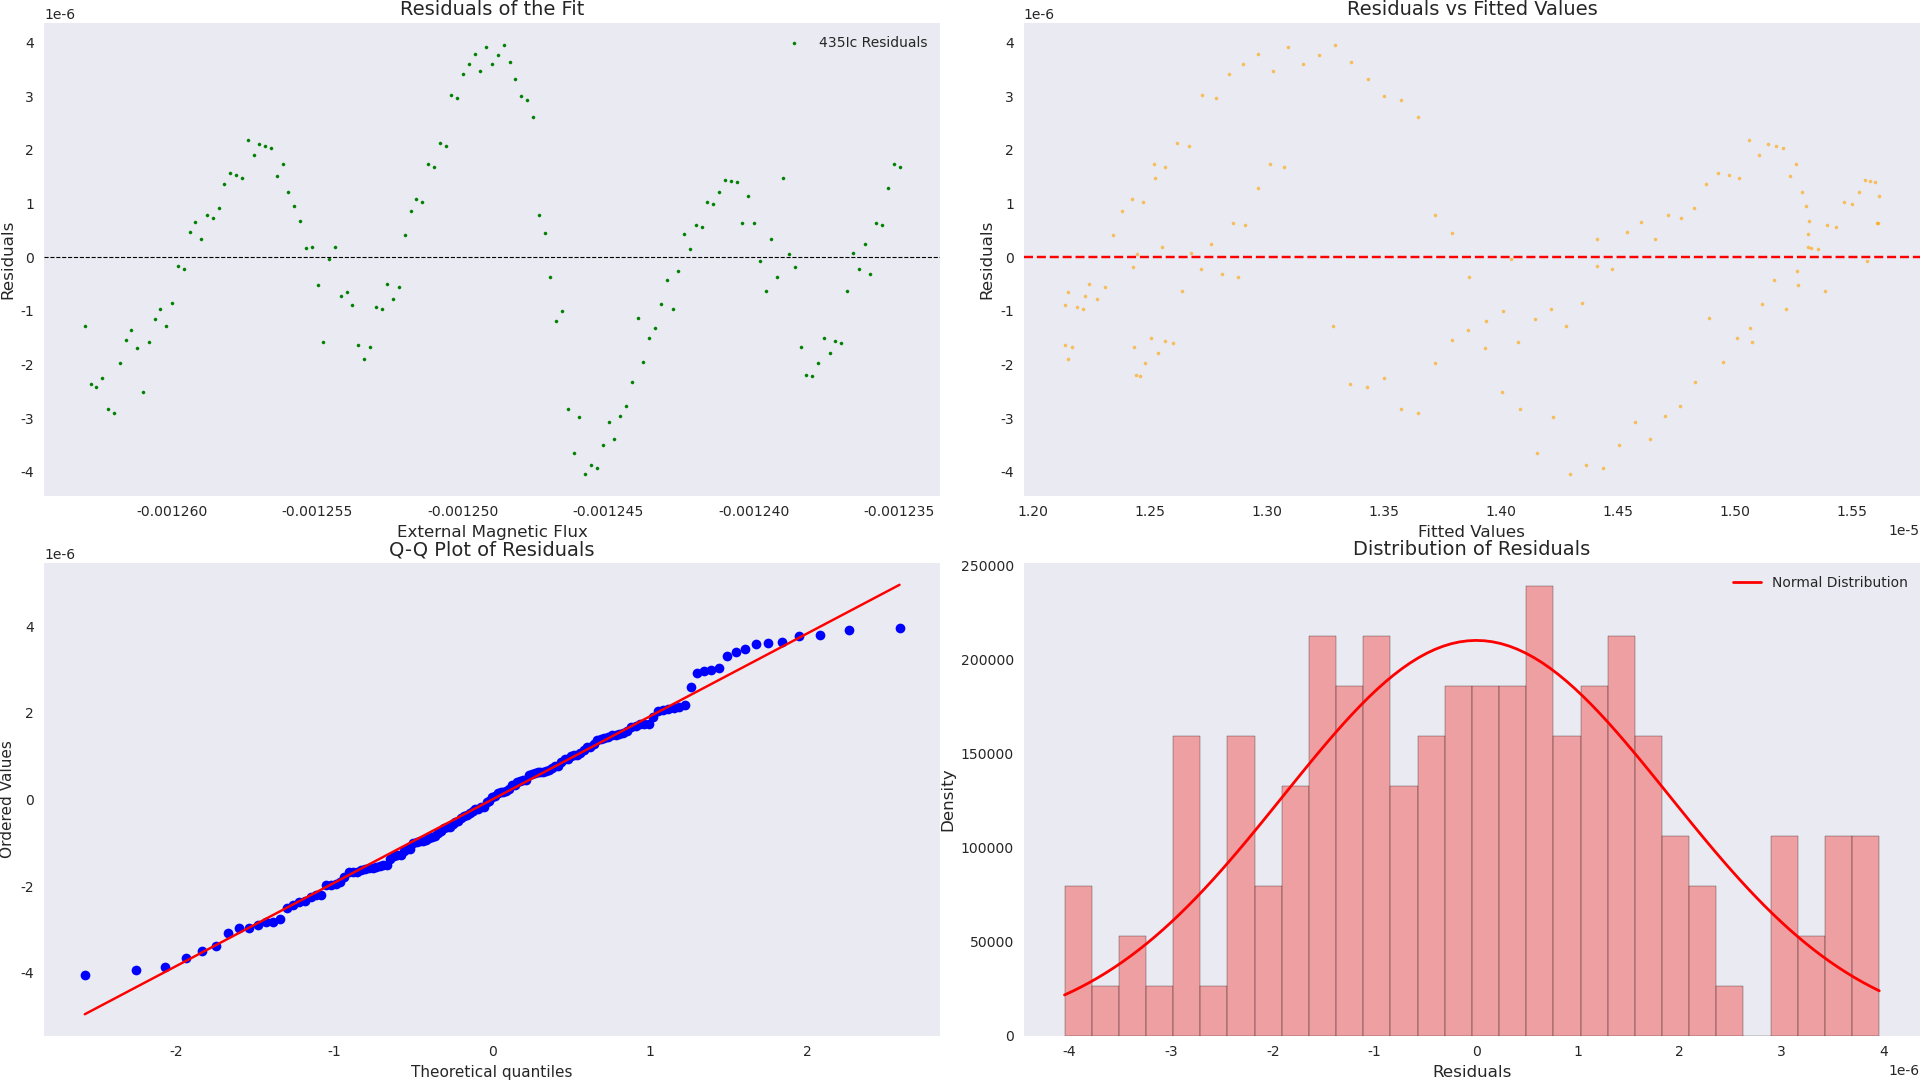 Residuals of the Fit
1e-6
435Ic Residuals
4
3
2
1
0
-1
-2
-3
-4
Residuals
-0.001260 -0.001255 -0.001250 -0.001245 -0.001240 -0.001235
External Magnetic Flux
Residuals vs Fitted Values
1e-6
4
3
2
1
0
-1
-2
-3
-4
Residuals
1.20 1.25 1.30 1.35 1.40 1.45 1.50 1.55
1e-5
Fitted Values
Q-Q Plot of Residuals
1e-6
4
2
0
-2
-4
Ordered Values
-2 -1 0 1 2
Theoretical quantiles
Distribution of Residuals
Normal Distribution
250000
200000
150000
100000
50000
0
Density
-4 -3 -2 -1 0 1 2 3 4
1e-6
Residuals